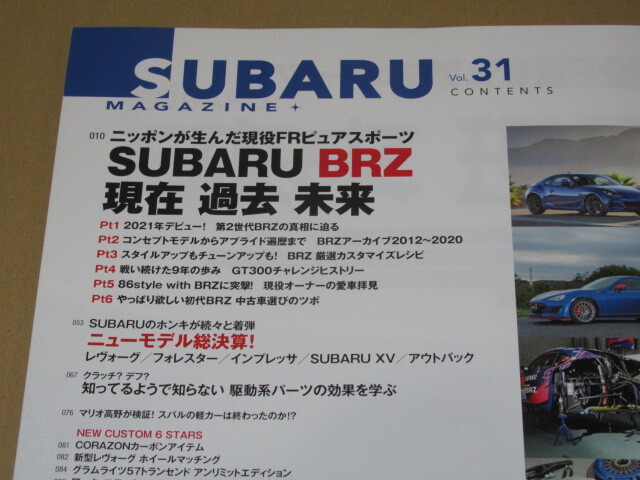 SUBARU
MAGAZINE
Vol. 31
CONTENTS
010 ニッポンが生んだ現役FRピュアスポーツ
SUBARU BRZ
現在 過去 未来
Pt1 2021年デビュー! 第2世代BRZの真相に迫る
Pt2 コンセプトモデルからアプライド遍歴まで BRZアーカイブ2012〜2020
Pt3 スタイルアップもチューンアップも! BRZ 厳選カスタマイズレシピ
Pt4 戦い続けた9年の歩み GT300チャレンジヒストリー
Pt5 86style with BRZに突撃! 現役オーナーの愛車拝見
Pt6 やっぱり欲しい初代BRZ 中古車選びのツボ
053 SUBARUのホンキが続々と着弾
ニューモデル総決算!
レヴォーグ/フォレスター/インプレッサ/SUBARU XV/アウトバック
067 クラッチ? デフ?
知ってるようで知らない 駆動系パーツの効果を学ぶ
076 マリオ高野が検証! スバルの軽カーは終わったのか!?
NEW CUSTOM 6 STARS
081 CORAZONカーボンアイテム
082 新型レヴォーグ ホイールマッチング
084 グラムライツ57トランセンド アンリミットエディション
BRZ